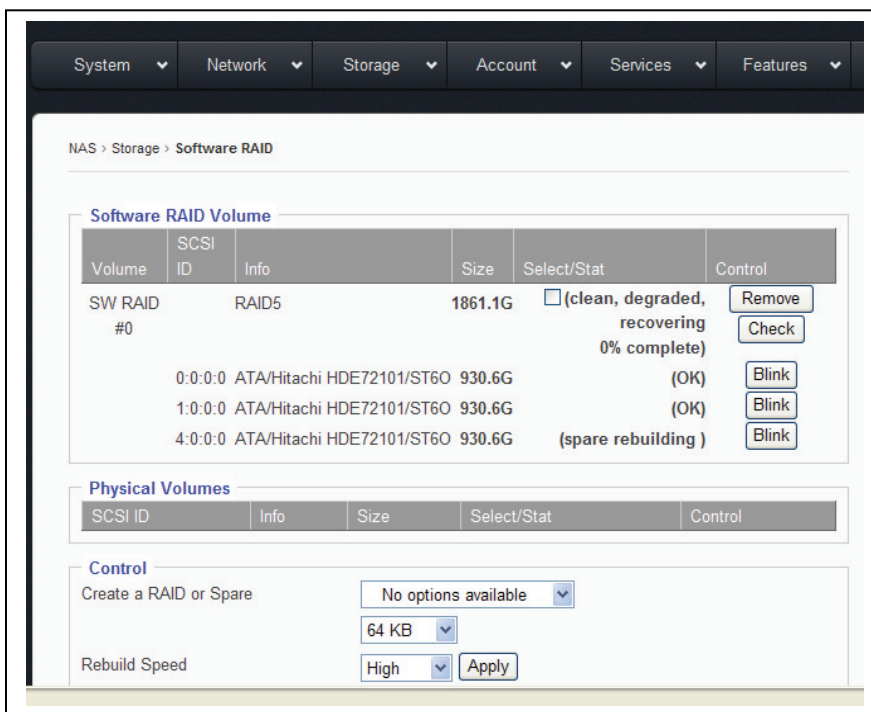 System Network Storage Account Services Features
NAS > Storage > Software RAID
Software RAID Volume
Volume SCSI ID Info Size Select/Stat Control
SW RAID #0 RAID5 1861.1G (clean, degraded, recovering 0% complete) Remove Check
0:0:0:0 ATA/Hitachi HDE72101/ST6O 930.6G (OK) Blink
1:0:0:0 ATA/Hitachi HDE72101/ST6O 930.6G (OK) Blink
4:0:0:0 ATA/Hitachi HDE72101/ST6O 930.6G (spare rebuilding ) Blink
Physical Volumes
SCSI ID Info Size Select/Stat Control
Control
Create a RAID or Spare No options available
64 KB
Rebuild Speed High Apply